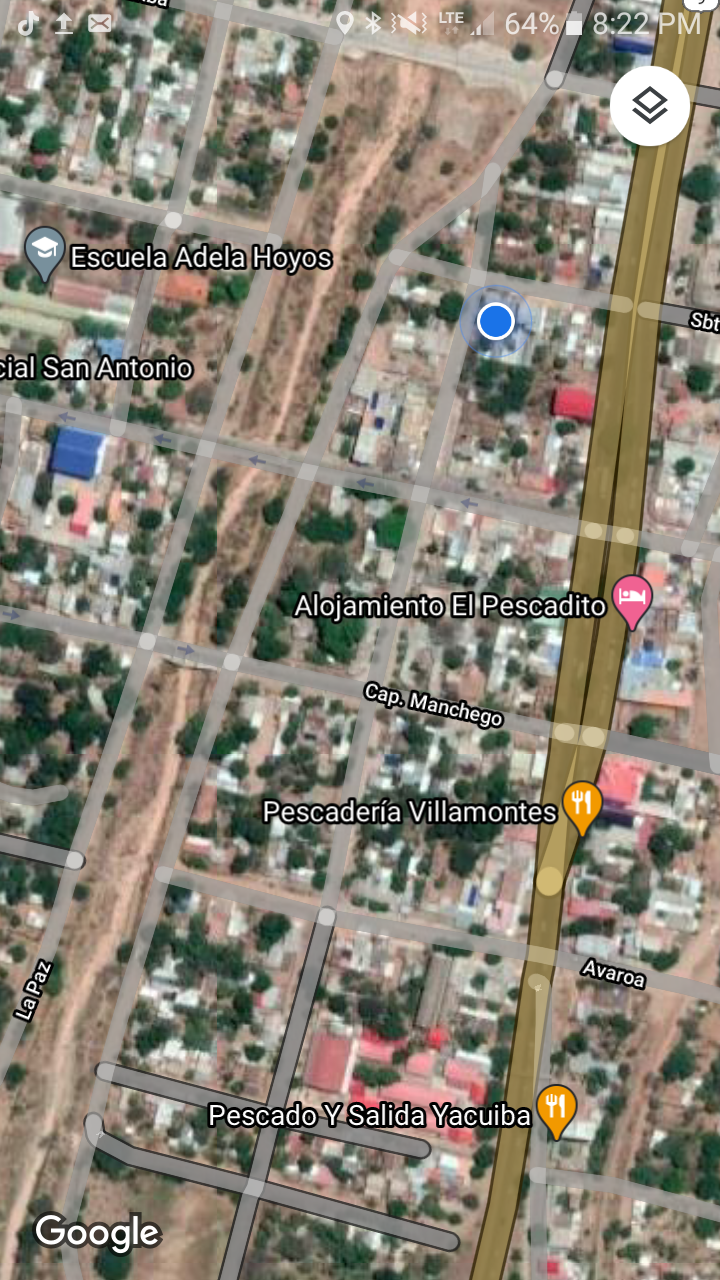 LTE 64% 8:22 PM
Escuela Adela Hoyos
Sbt
cial San Antonio
Alojamiento El Pescadito
Cap. Manchego
Pescadería Villamontes
Avaroa
La Paz
Pescado Y Salida Yacuiba
Google